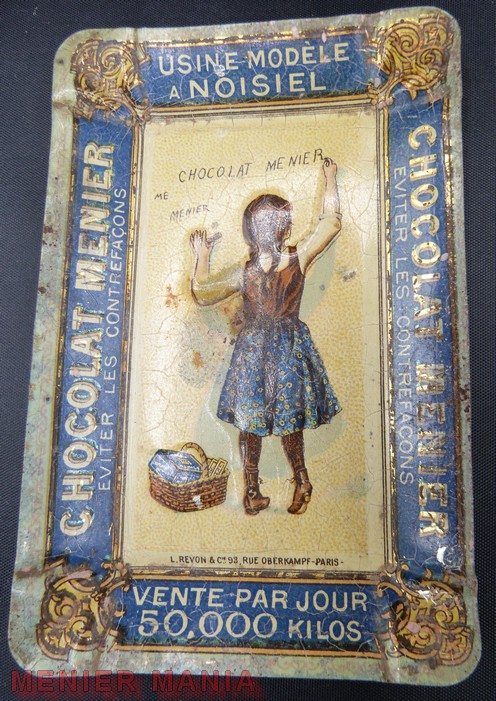 USINE MODÈLE
A NOISIEL
CHOCOLAT MENIER
EVITER LES CONTREFAÇONS
CHOCOLAT MENIER
ME
MENIER
CHOCOLAT MENIER
EVITER LES CONTREFAÇONS
L. REVON & Cie 93, RUE OBERKAMPF - PARIS -
VENTE PAR JOUR
50.000 KILOS
MENIER MANIA